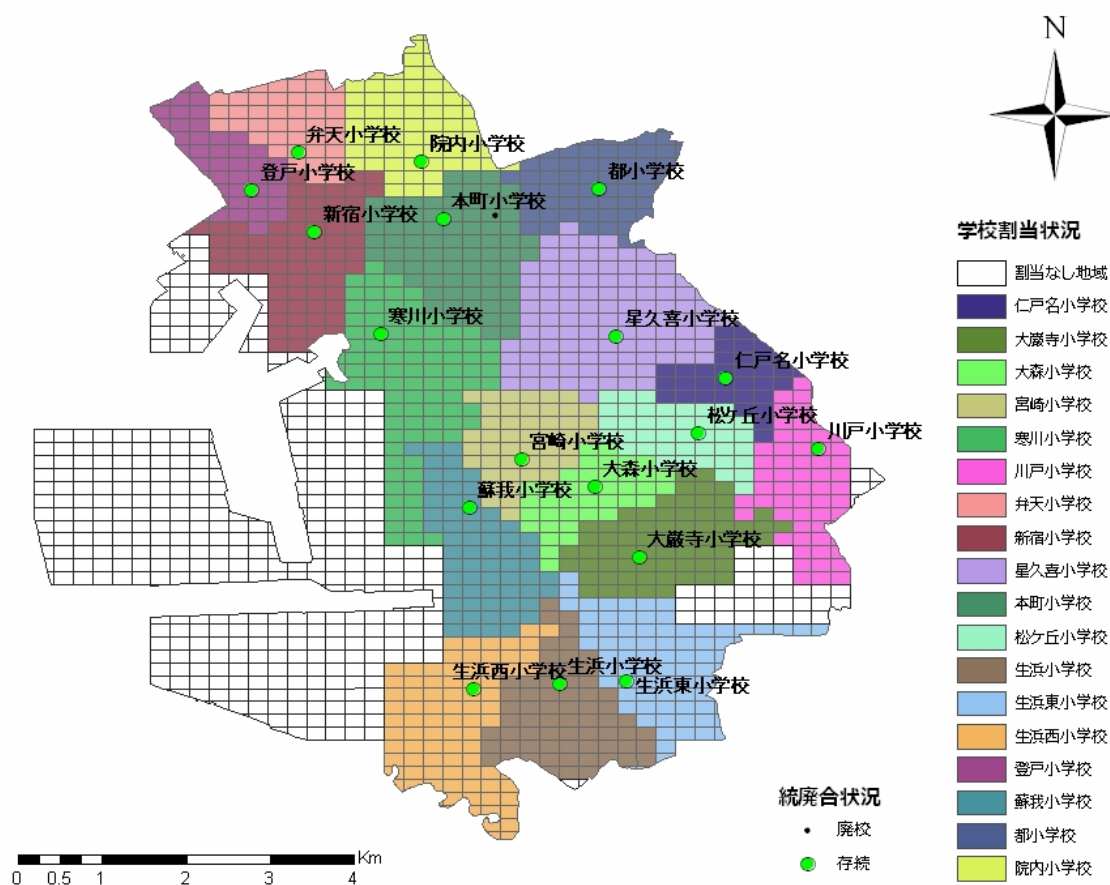 N
弁天小学校
院内小学校
登戸小学校
都小学校
本町小学校
新宿小学校
寒川小学校
星久喜小学校
仁戸名小学校
松ケ丘小学校
川戸小学校
宮崎小学校
大森小学校
蘇我小学校
大巌寺小学校
生浜西小学校
生浜小学校
生浜東小学校
学校割当状況
割当なし地域
仁戸名小学校
大巌寺小学校
大森小学校
宮崎小学校
寒川小学校
川戸小学校
弁天小学校
新宿小学校
星久喜小学校
本町小学校
松ケ丘小学校
生浜小学校
生浜東小学校
生浜西小学校
登戸小学校
蘇我小学校
都小学校
院内小学校
統廃合状況
廃校
存続
Km
0 0.5 1 2 3 4